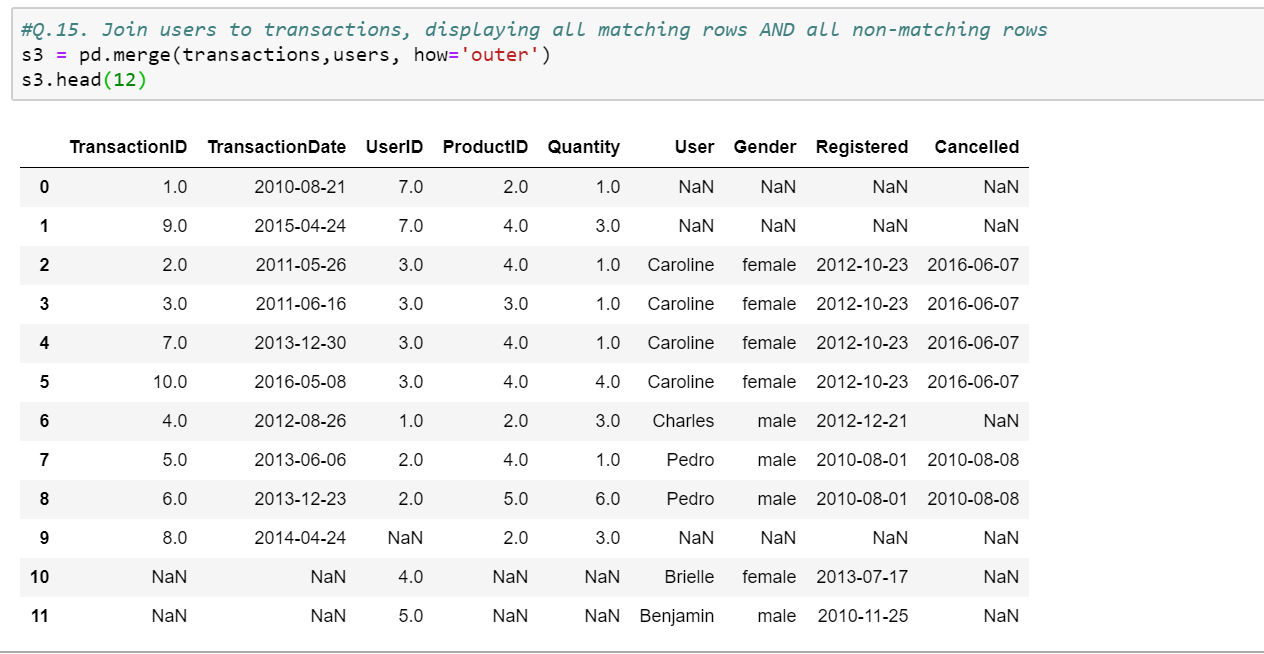 #Q.15. Join users to transactions, displaying all matching rows AND all non-matching rows
s3 = pd.merge(transactions,users, how='outer')
s3.head(12)
TransactionID TransactionDate UserID ProductID Quantity User Gender Registered Cancelled
0 1.0 2010-08-21 7.0 2.0 1.0 NaN NaN NaN NaN
1 9.0 2015-04-24 7.0 4.0 3.0 NaN NaN NaN NaN
2 2.0 2011-05-26 3.0 4.0 1.0 Caroline female 2012-10-23 2016-06-07
3 3.0 2011-06-16 3.0 3.0 1.0 Caroline female 2012-10-23 2016-06-07
4 7.0 2013-12-30 3.0 4.0 1.0 Caroline female 2012-10-23 2016-06-07
5 10.0 2016-05-08 3.0 4.0 4.0 Caroline female 2012-10-23 2016-06-07
6 4.0 2012-08-26 1.0 2.0 3.0 Charles male 2012-12-21 NaN
7 5.0 2013-06-06 2.0 4.0 1.0 Pedro male 2010-08-01 2010-08-08
8 6.0 2013-12-23 2.0 5.0 6.0 Pedro male 2010-08-01 2010-08-08
9 8.0 2014-04-24 NaN 2.0 3.0 NaN NaN NaN NaN
10 NaN NaN 4.0 NaN NaN Brielle female 2013-07-17 NaN
11 NaN NaN 5.0 NaN NaN Benjamin male 2010-11-25 NaN